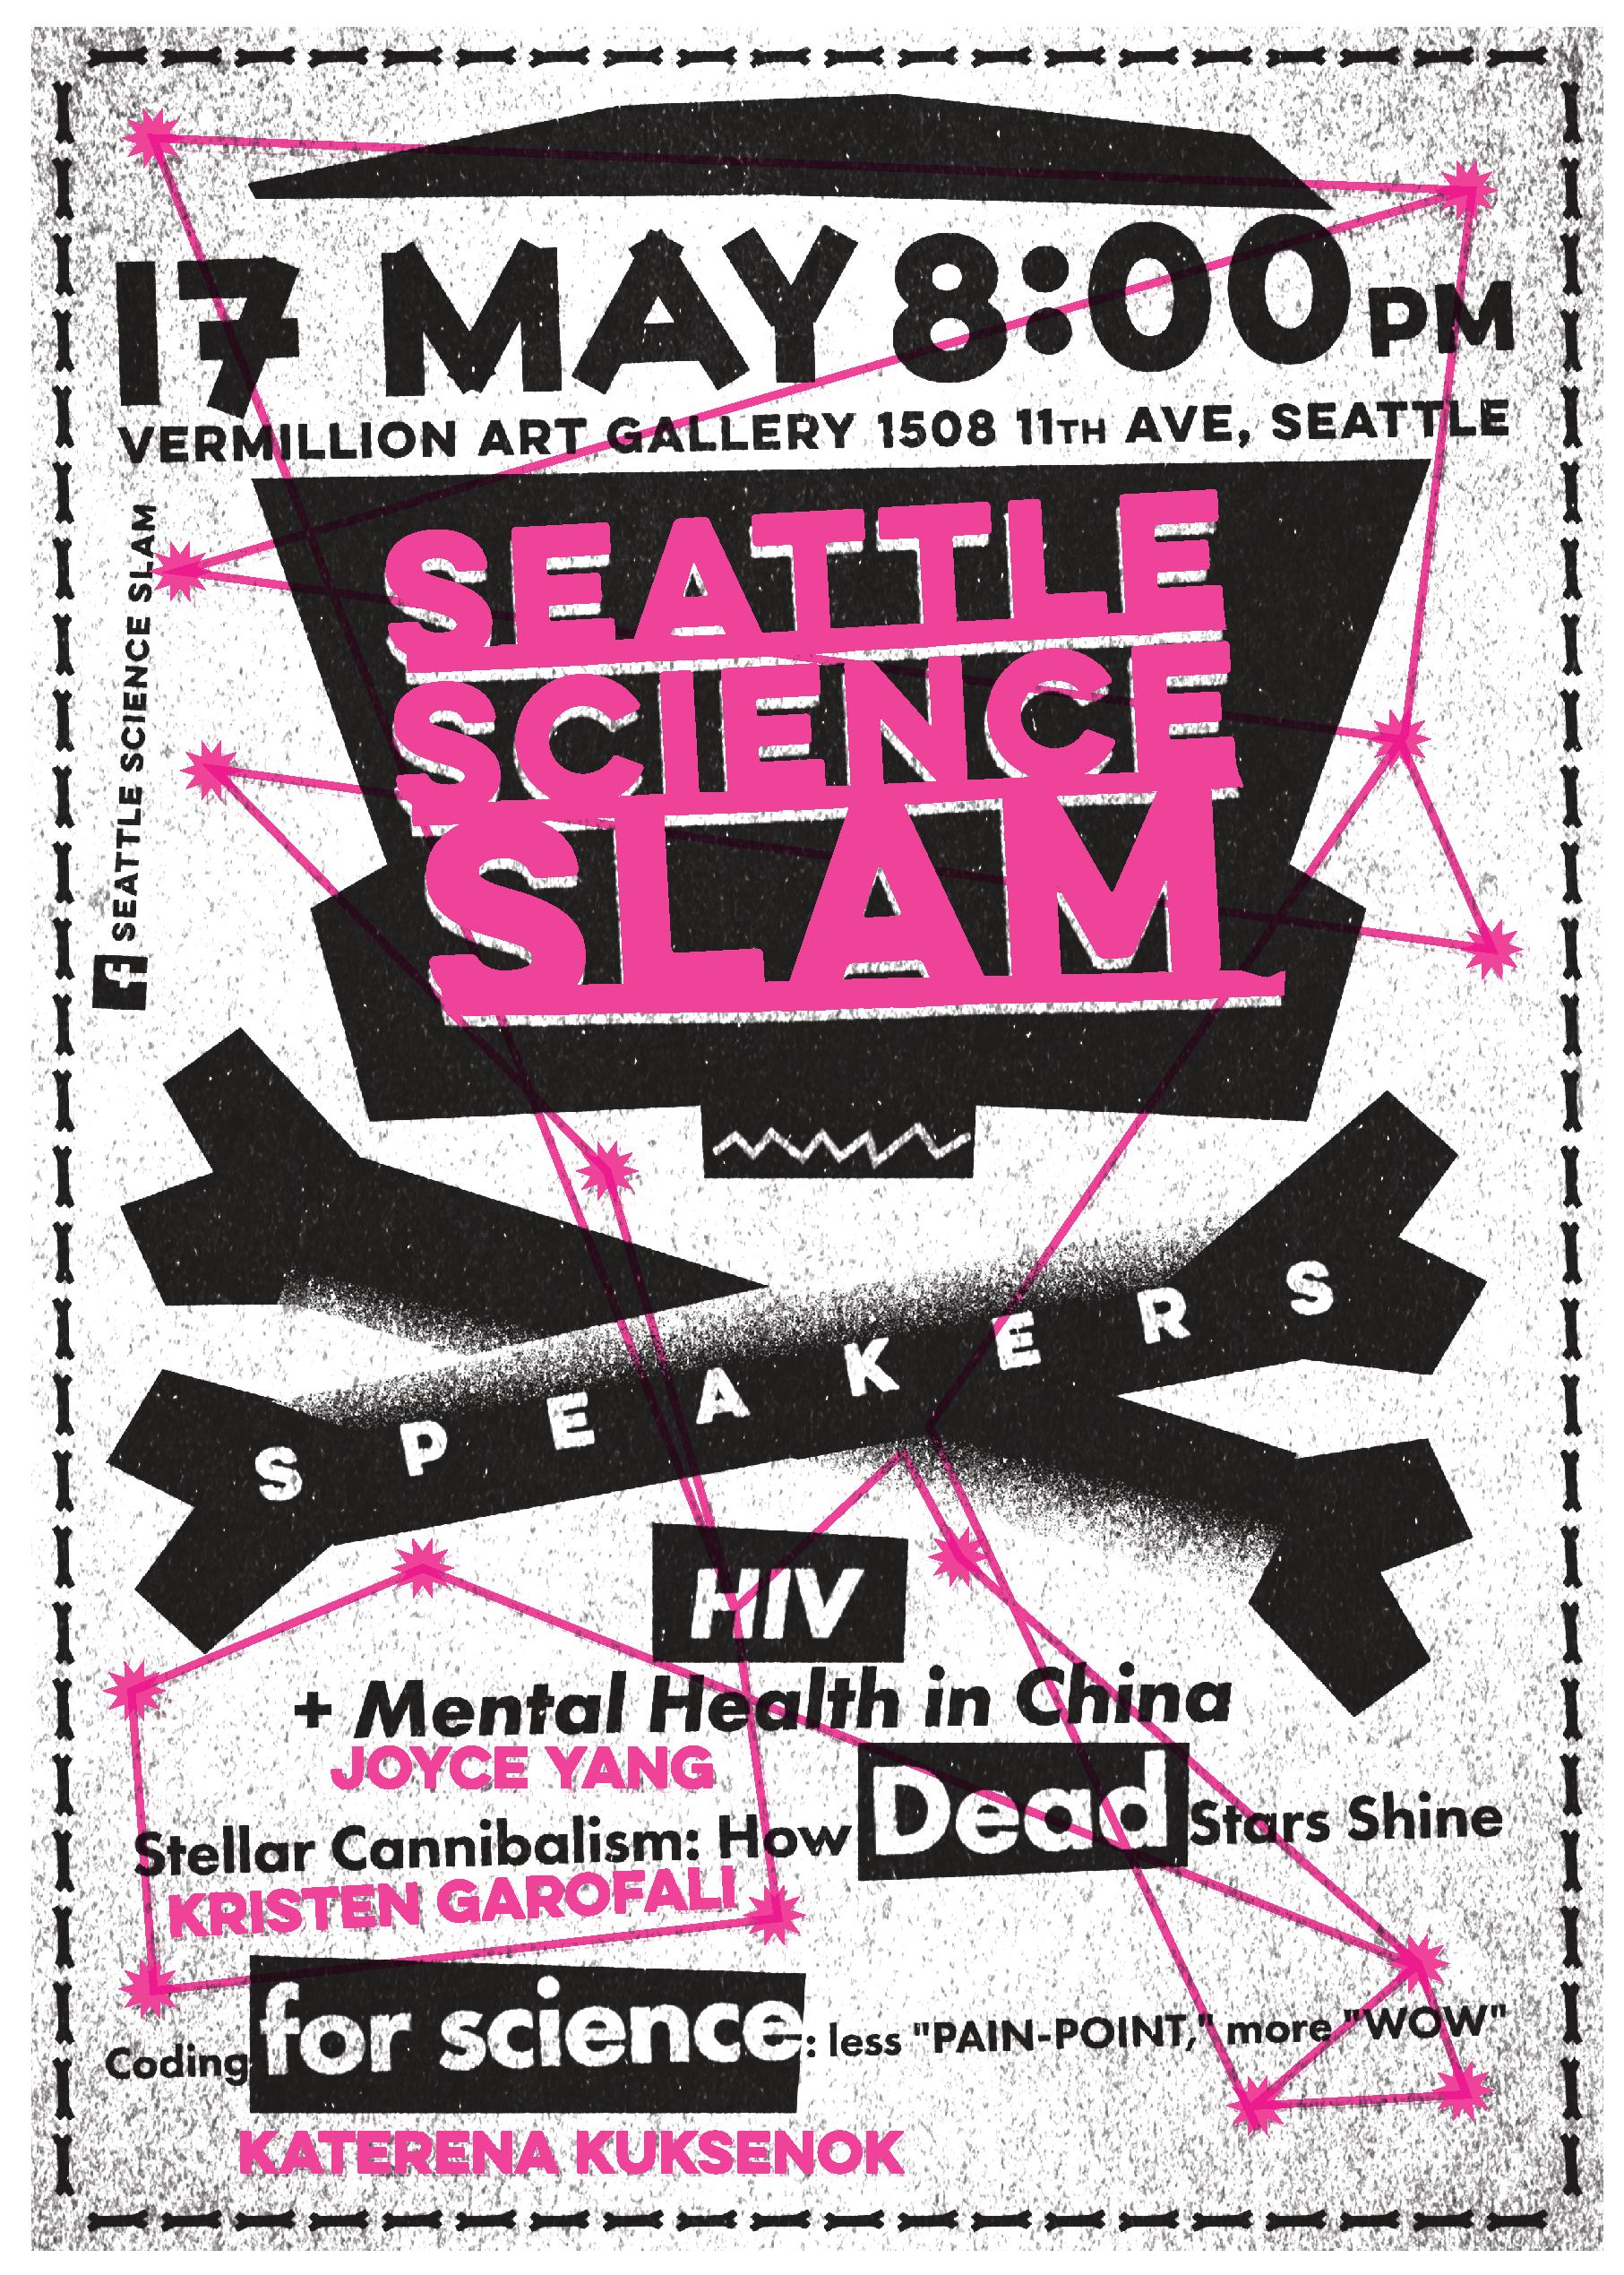 17 MAY 8:00 PM
VERMILLION ART GALLERY 1508 11TH AVE, SEATTLE
SEATTLE
SCIENCE
SLAM
f SEATTLE SCIENCE SLAM
SPEAKERS
HIV
+ Mental Health in China
JOYCE YANG
Stellar Cannibalism: How Dead Stars Shine
KRISTEN GAROFALI
Coding for science: less "PAIN-POINT," more "WOW"
KATERENA KUKSENOK